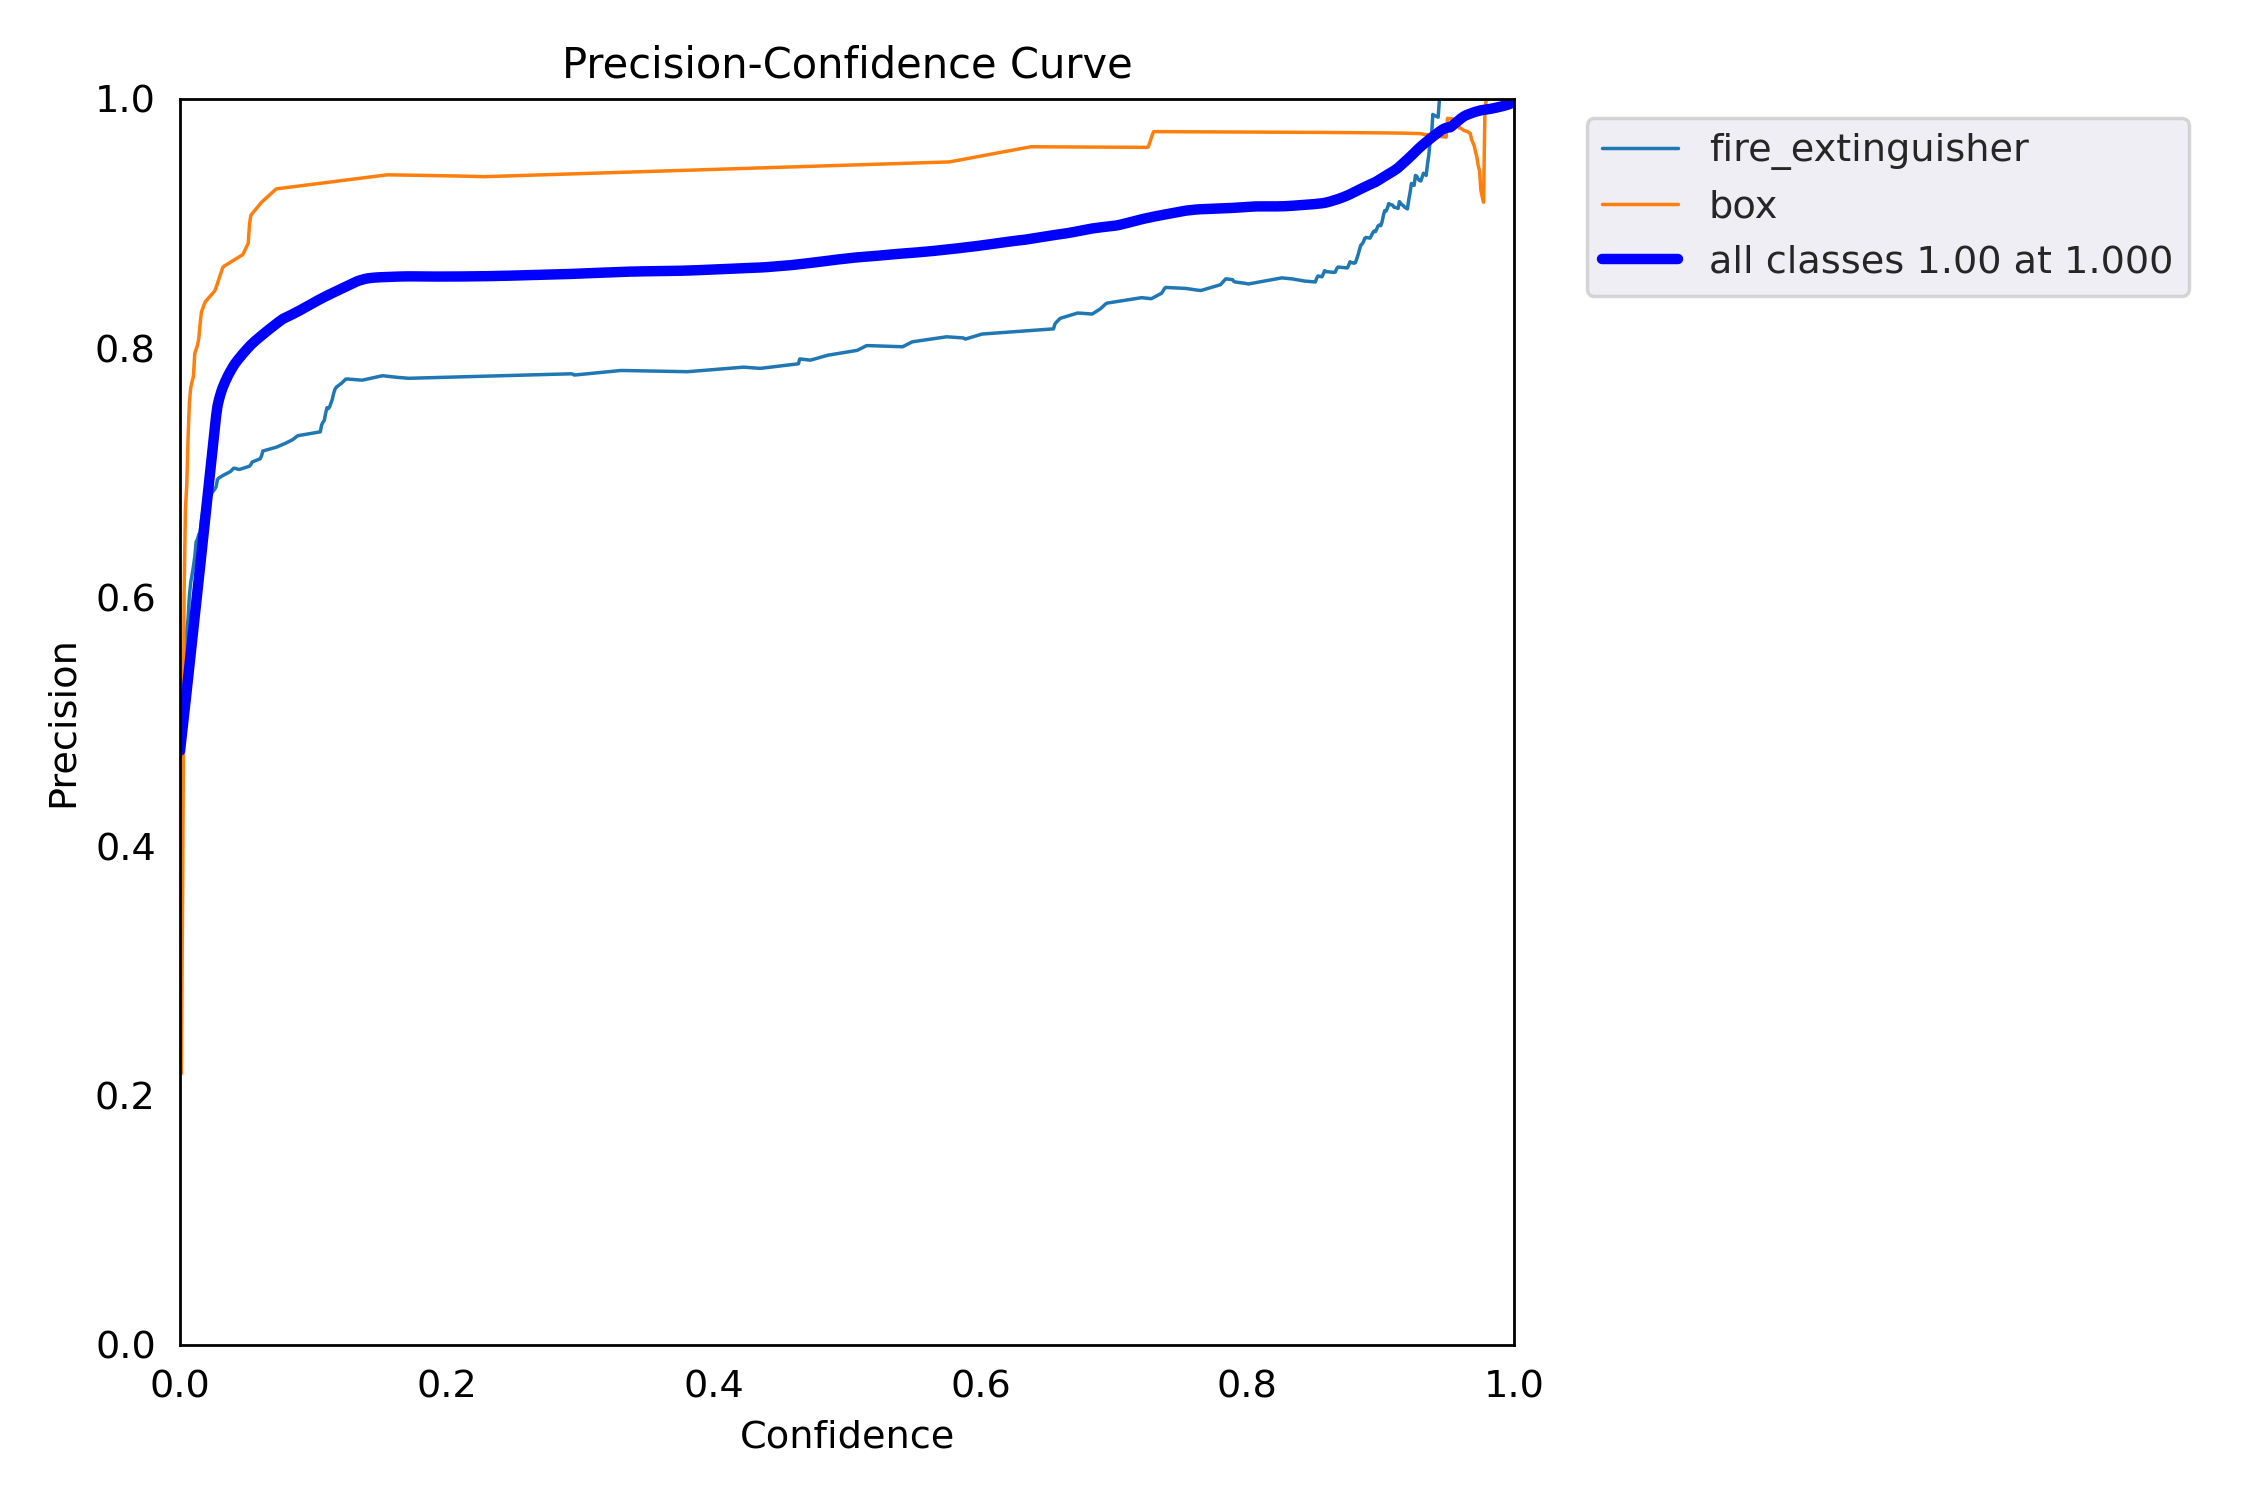 Precision-Confidence Curve
1.0
0.8
0.6
0.4
0.2
0.0
Precision
0.0 0.2 0.4 0.6 0.8 1.0
Confidence
fire_extinguisher
box
all classes 1.00 at 1.000